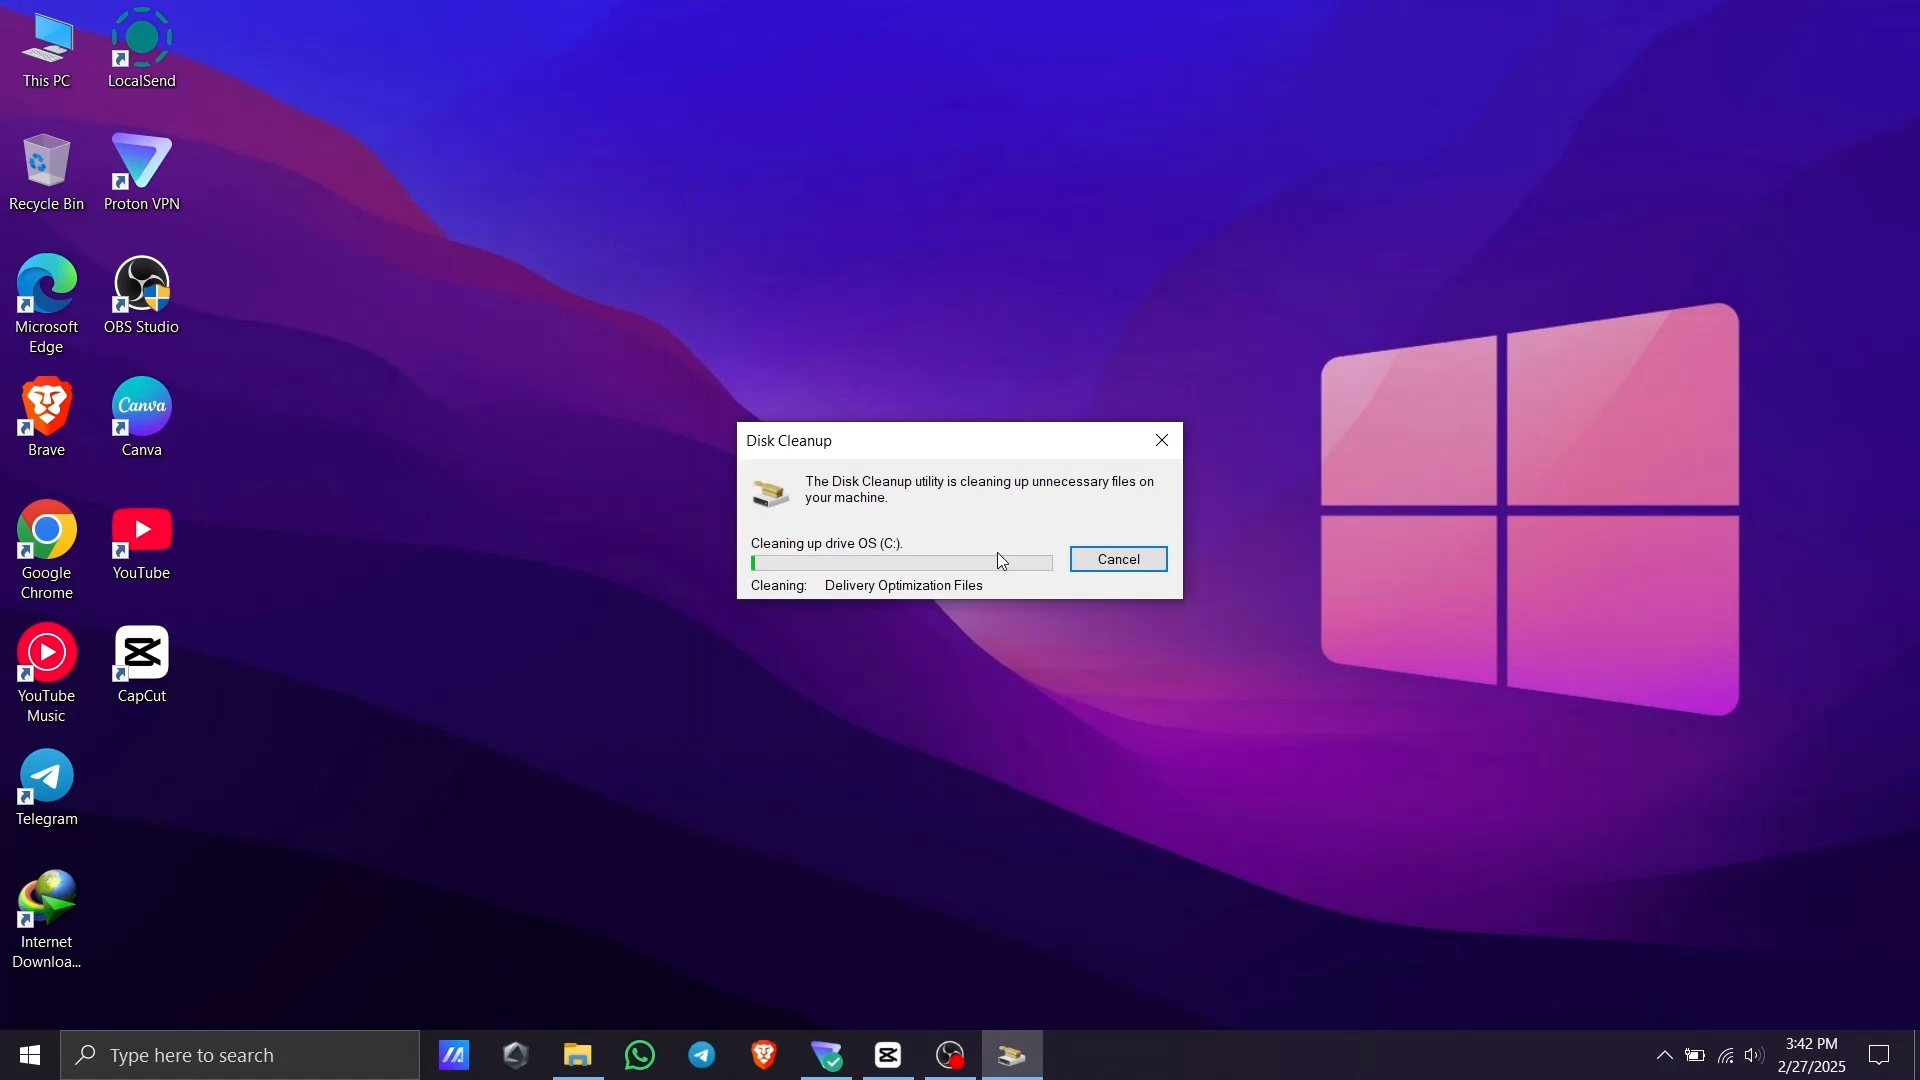 This PC
LocalSend
Recycle Bin
Proton VPN
Microsoft
Edge
OBS Studio
Brave
Canva
Canva
Google
Chrome
YouTube
YouTube
Music
CapCut
Telegram
Internet
Downloa...
Disk Cleanup
The Disk Cleanup utility is cleaning up unnecessary files on
your machine.
Cleaning up drive OS (C:).
Cancel
Cleaning: Delivery Optimization Files
Type here to search
3:42 PM
2/27/2025